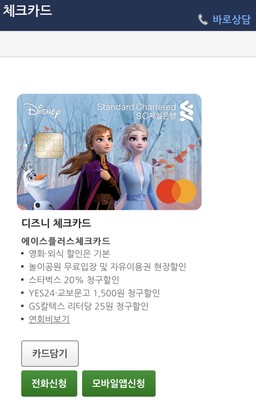 체크카드
바로상담
Disney
Standard Chartered
SC제일은행
디즈니 체크카드
에이스플러스체크카드
영화·외식 할인은 기본
놀이공원 무료입장 및 자유이용권 현장할인
스타벅스 20% 청구할인
YES24·교보문고 1,500원 청구할인
GS칼텍스 리터당 25원 청구할인
연회비보기
카드담기
전화신청
모바일앱신청